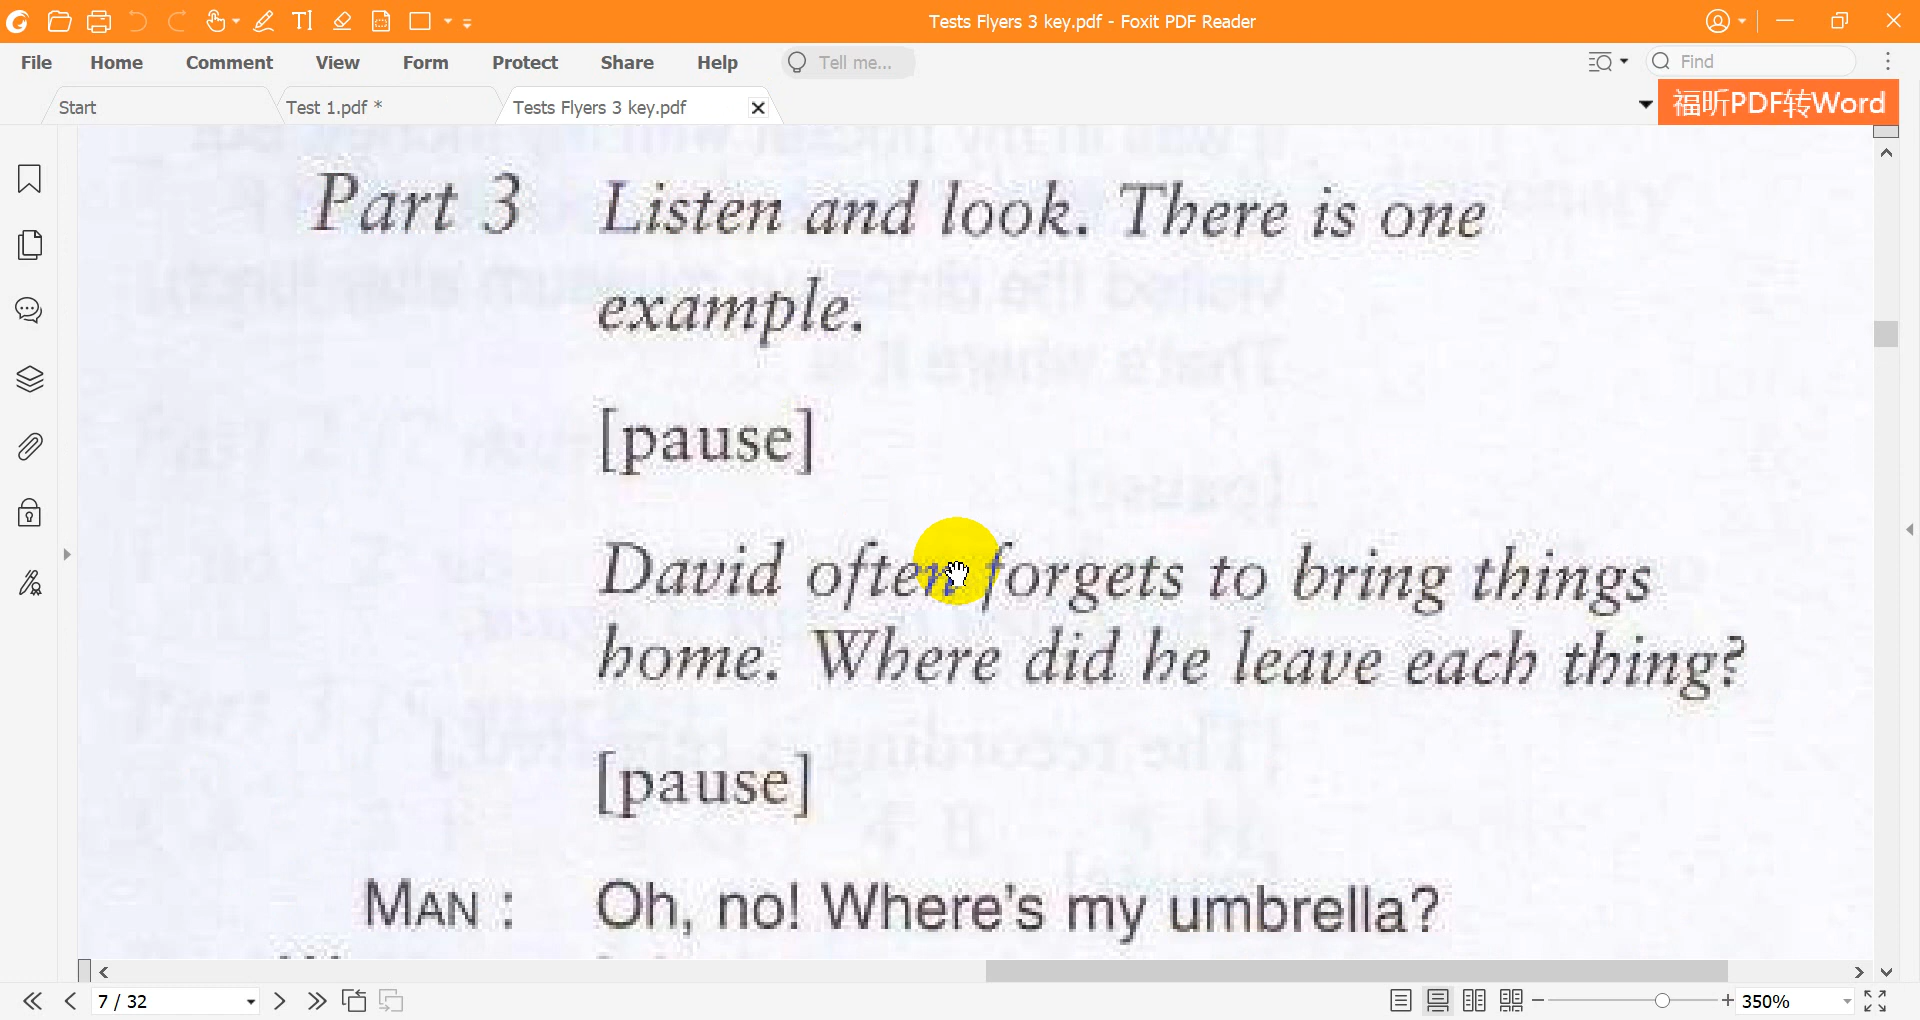 Tests Flyers 3 key.pdf - Foxit PDF Reader
File Home Comment View Form Protect Share Help Tell me... Find
Start Test 1.pdf * Tests Flyers 3 key.pdf 福昕PDF转Word
Part 3 Listen and look. There is one
example.
[pause]
David often forgets to bring things
home. Where did he leave each thing?
[pause]
MAN : Oh, no! Where's my umbrella?
7 / 32 350%